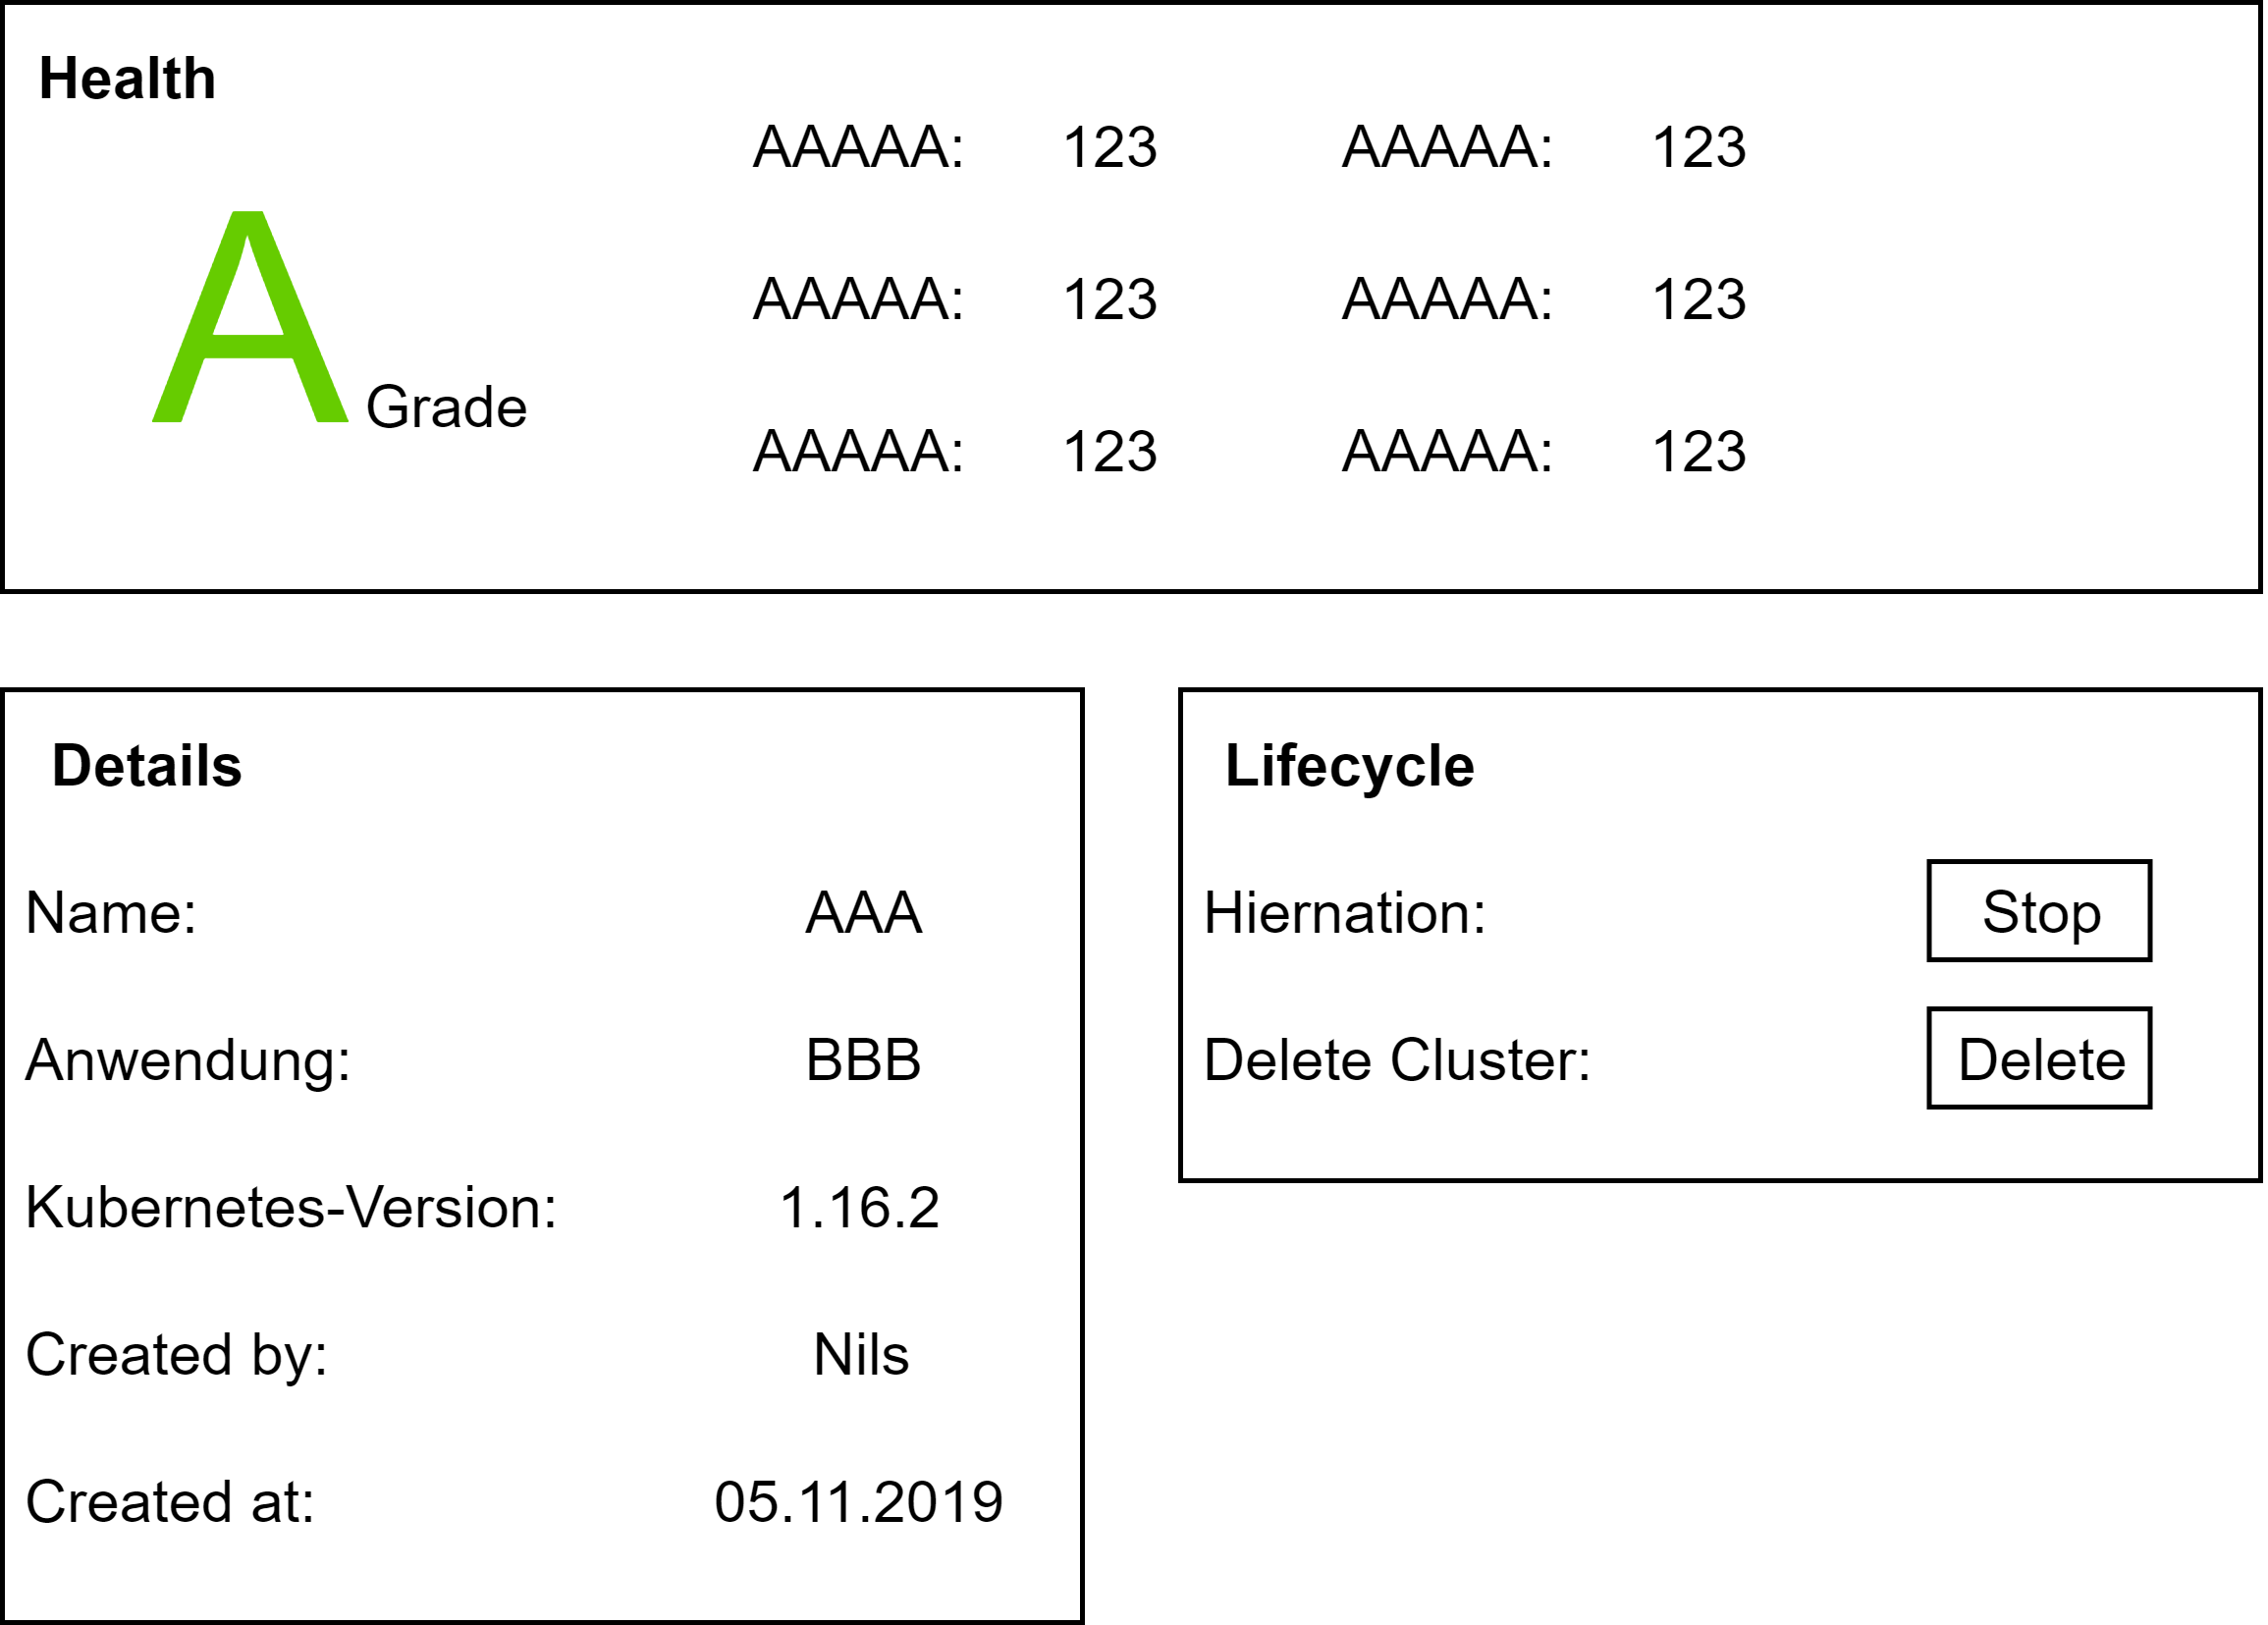 Health
AAAAA: 123 AAAAA: 123
AAAAA: 123 AAAAA: 123
A Grade
AAAAA: 123 AAAAA: 123
Details
Name: AAA
Anwendung: BBB
Kubernetes-Version: 1.16.2
Created by: Nils
Created at: 05.11.2019
Lifecycle
Hiernation: Stop
Delete Cluster: Delete